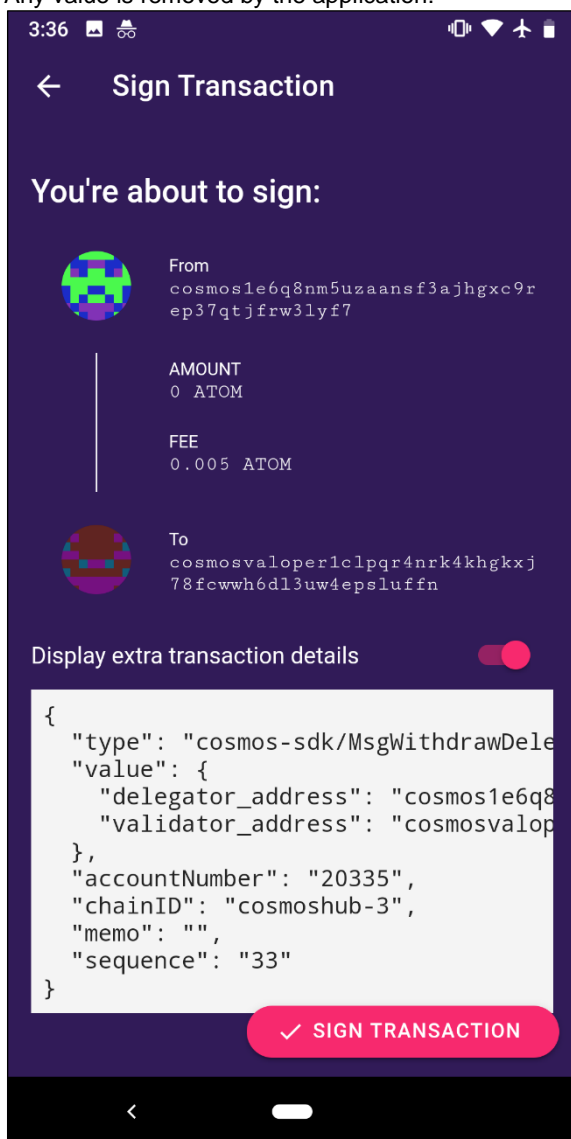 Any value is removed by the application.
3:36
Sign Transaction
You're about to sign:
From
cosmos1e6q8nm5uzaansf3ajhgxc9r
ep37qtjfrw3lyf7
AMOUNT
0 ATOM
FEE
0.005 ATOM
To
cosmosvaloper1clpqr4nrk4khgkxj
78fcwwh6dl3uw4epsluffn
Display extra transaction details
{
"type": "cosmos-sdk/MsgWithdrawDele
"value": {
"delegator_address": "cosmos1e6q8
"validator_address": "cosmosvalop
},
"accountNumber": "20335",
"chainID": "cosmoshub-3",
"memo": "",
"sequence": "33"
}
SIGN TRANSACTION